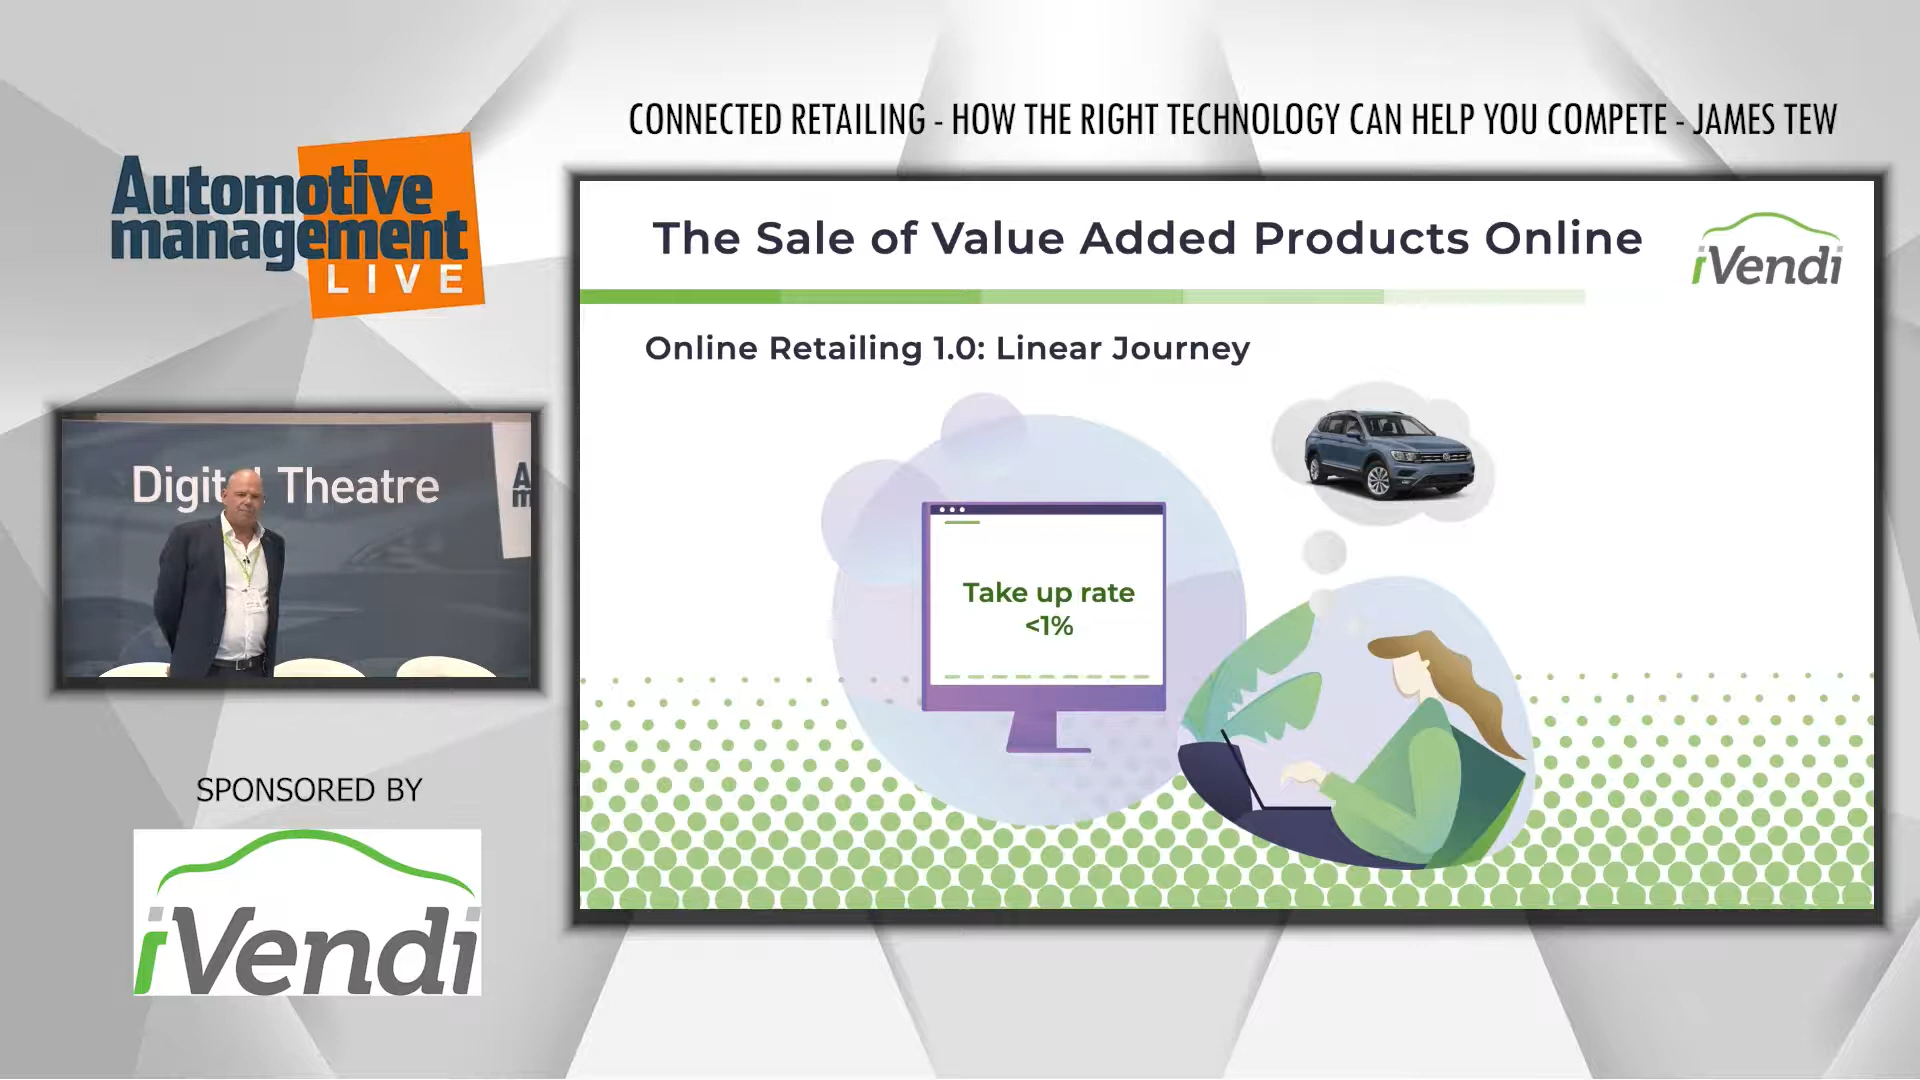 CONNECTED RETAILING - HOW THE RIGHT TECHNOLOGY CAN HELP YOU COMPETE - JAMES TEW
Automotive
management
LIVE
The Sale of Value Added Products Online
iVendi
Online Retailing 1.0: Linear Journey
Take up rate
<1%
Digital Theatre
A
m
SPONSORED BY
iVendi